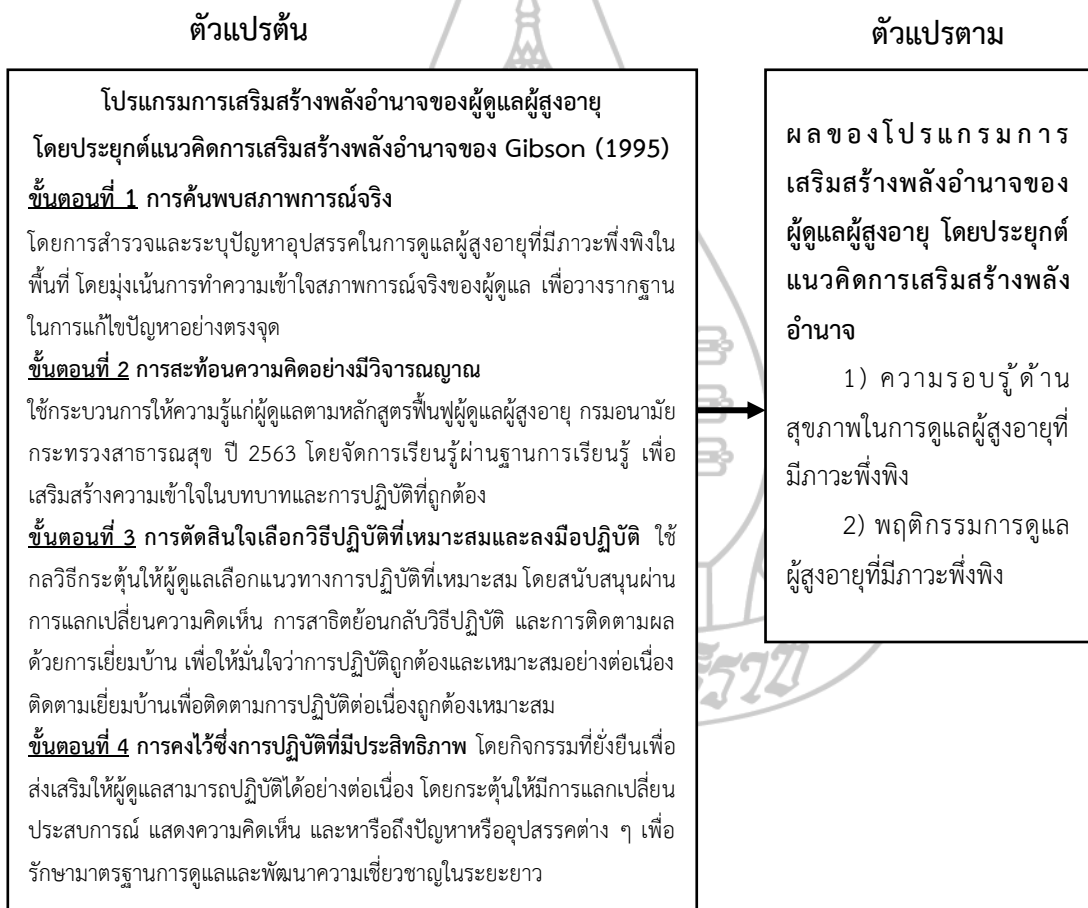 ตัวแปรต้น
ตัวแปรตาม
โปรแกรมการเสริมสร้างพลังอำนาจของผู้ดูแลผู้สูงอายุ
โดยประยุกต์แนวคิดการเสริมสร้างพลังอำนาจของ Gibson (1995)
ขั้นตอนที่ 1 การค้นพบสภาพการณ์จริง
โดยการสำรวจและระบุปัญหาอุปสรรคในการดูแลผู้สูงอายุที่มีภาวะพึ่งพิงใน
พื้นที่ โดยมุ่งเน้นการทำความเข้าใจสภาพการณ์จริงของผู้ดูแล เพื่อวางรากฐาน
ในการแก้ไขปัญหาอย่างตรงจุด
ขั้นตอนที่ 2 การสะท้อนความคิดอย่างมีวิจารณญาณ
ใช้กระบวนการให้ความรู้แก่ผู้ดูแลตามหลักสูตรฟื้นฟูผู้ดูแลผู้สูงอายุ กรมอนามัย
กระทรวงสาธารณสุข ปี 2563 โดยจัดการเรียนรู้ผ่านฐานการเรียนรู้ เพื่อ
เสริมสร้างความเข้าใจในบทบาทและการปฏิบัติที่ถูกต้อง
ขั้นตอนที่ 3 การตัดสินใจเลือกวิธีปฏิบัติที่เหมาะสมและลงมือปฏิบัติ ใช้
กลวิธีกระตุ้นให้ผู้ดูแลเลือกแนวทางการปฏิบัติที่เหมาะสม โดยสนับสนุนผ่าน
การแลกเปลี่ยนความคิดเห็น การสาธิตย้อนกลับวิธีปฏิบัติ และการติดตามผล
ด้วยการเยี่ยมบ้าน เพื่อให้มั่นใจว่าการปฏิบัติถูกต้องและเหมาะสมอย่างต่อเนื่อง
ติดตามเยี่ยมบ้านเพื่อติดตามการปฏิบัติต่อเนื่องถูกต้องเหมาะสม
ขั้นตอนที่ 4 การคงไว้ซึ่งการปฏิบัติที่มีประสิทธิภาพ โดยกิจกรรมที่ยั่งยืนเพื่อ
ส่งเสริมให้ผู้ดูแลสามารถปฏิบัติได้อย่างต่อเนื่อง โดยกระตุ้นให้มีการแลกเปลี่ยน
ประสบการณ์ แสดงความคิดเห็น และหารือถึงปัญหาหรืออุปสรรคต่าง ๆ เพื่อ
รักษามาตรฐานการดูแลและพัฒนาความเชี่ยวชาญในระยะยาว
ผลของโปรแกรมการ
เสริมสร้างพลังอำนาจของ
ผู้ดูแลผู้สูงอายุ โดยประยุกต์
แนวคิดการเสริมสร้างพลัง
อำนาจ
1) ความรอบรู้ด้าน
สุขภาพในการดูแลผู้สูงอายุที่
มีภาวะพึ่งพิง
2) พฤติกรรมการดูแล
ผู้สูงอายุที่มีภาวะพึ่งพิง